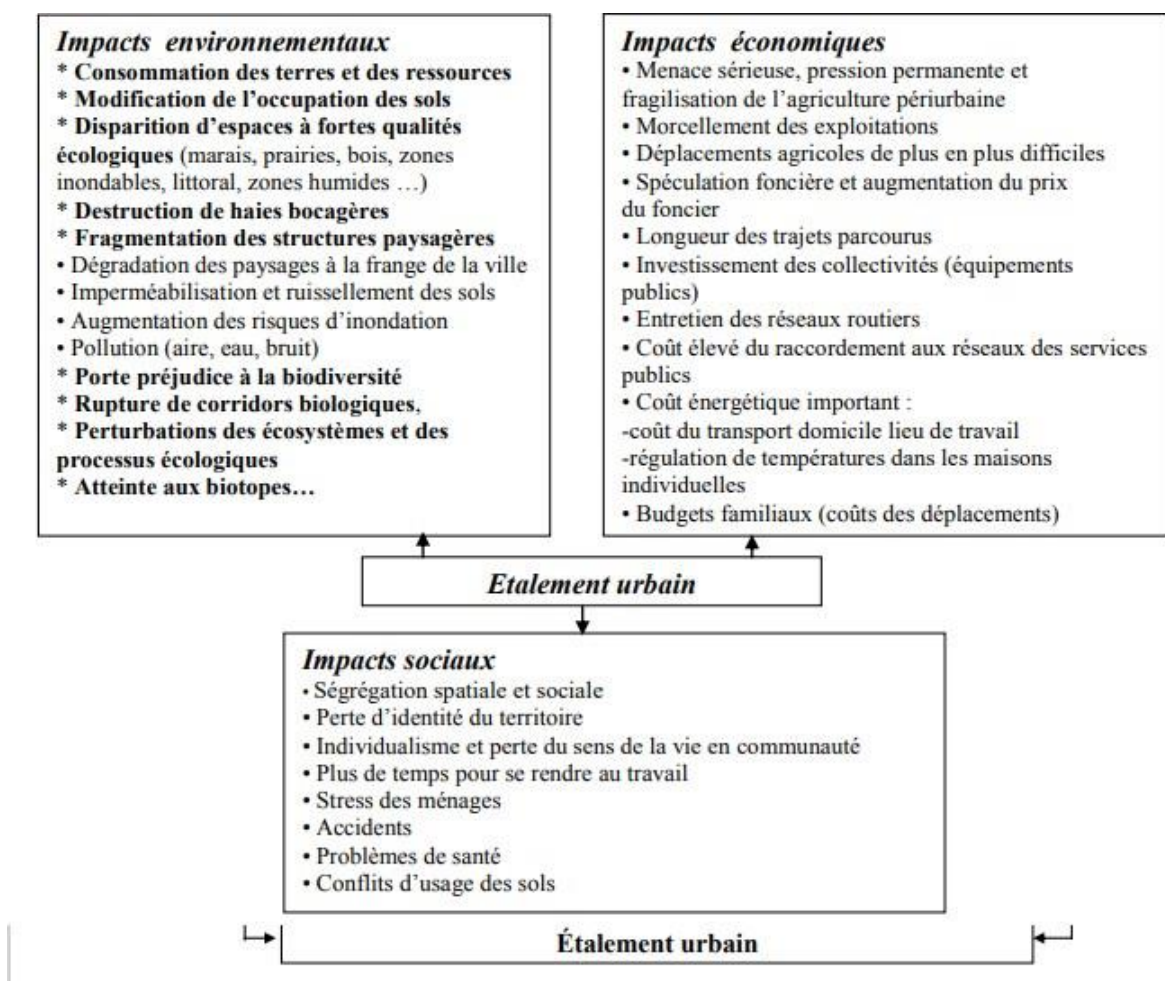 Impacts environnementaux
* Consommation des terres et des ressources
* Modification de l'occupation des sols
* Disparition d'espaces à fortes qualités
écologiques (marais, prairies, bois, zones
inondables, littoral, zones humides …)
* Destruction de haies bocagères
* Fragmentation des structures paysagères
• Dégradation des paysages à la frange de la ville
• Imperméabilisation et ruissellement des sols
• Augmentation des risques d'inondation
• Pollution (aire, eau, bruit)
* Porte préjudice à la biodiversité
* Rupture de corridors biologiques,
* Perturbations des écosystèmes et des
processus écologiques
* Atteinte aux biotopes…
Impacts économiques
• Menace sérieuse, pression permanente et
fragilisation de l'agriculture périurbaine
• Morcellement des exploitations
• Déplacements agricoles de plus en plus difficiles
• Spéculation foncière et augmentation du prix
du foncier
• Longueur des trajets parcourus
• Investissement des collectivités (équipements
publics)
• Entretien des réseaux routiers
• Coût élevé du raccordement aux réseaux des services
publics
• Coût énergétique important :
-coût du transport domicile lieu de travail
-régulation de températures dans les maisons
individuelles
• Budgets familiaux (coûts des déplacements)
Etalement urbain
Impacts sociaux
• Ségrégation spatiale et sociale
• Perte d'identité du territoire
• Individualisme et perte du sens de la vie en communauté
• Plus de temps pour se rendre au travail
• Stress des ménages
• Accidents
• Problèmes de santé
• Conflits d'usage des sols
Étalement urbain